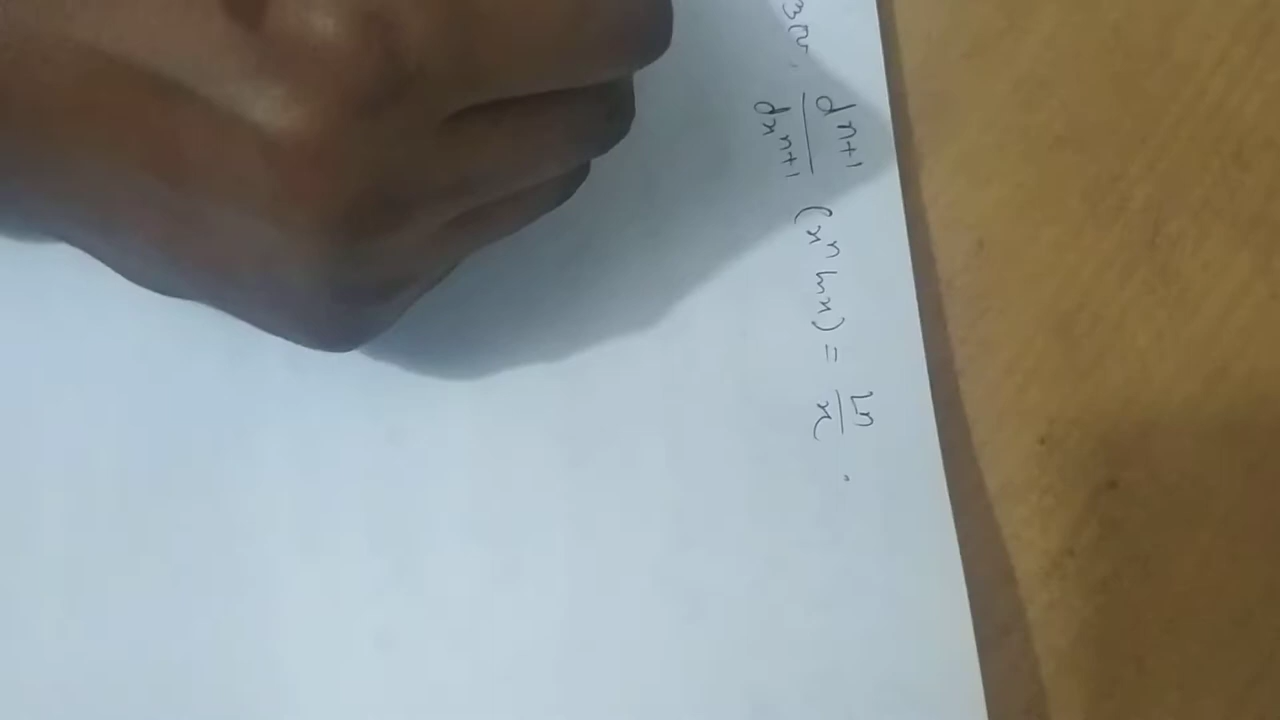 d^{n+1}/dx^{n+1} (x^n ln x) = ⌊n/x.